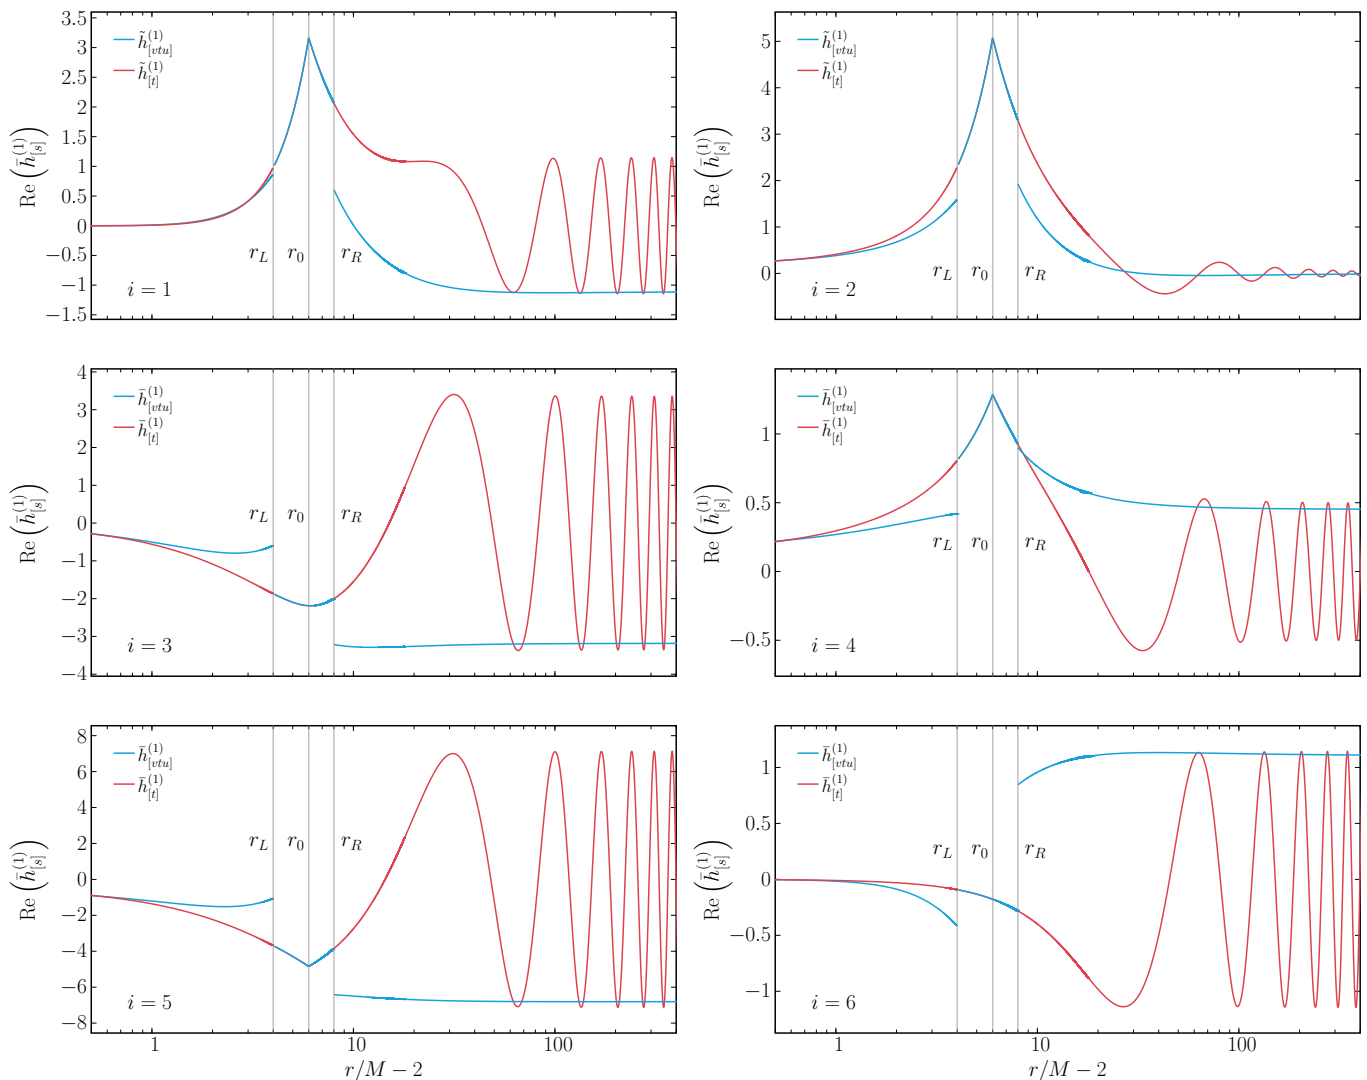 3.5
3
2.5
2
1.5
1
0.5
0
−0.5
−1
−1.5
Re (h̄[s]^(1))
h̃[vtu]^(1)
h̃[t]^(1)
r_L r_0 r_R
i = 1
5
4
3
2
1
0
Re (h̄[s]^(1))
h̃[vtu]^(1)
h̃[t]^(1)
r_L r_0 r_R
i = 2
4
3
2
1
0
−1
−2
−3
−4
Re (h̄[s]^(1))
h̄[vtu]^(1)
h̄[t]^(1)
r_L r_0 r_R
i = 3
1
0.5
0
−0.5
Re (h̄[s]^(1))
h̄[vtu]^(1)
h̄[t]^(1)
r_L r_0 r_R
i = 4
8
6
4
2
0
−2
−4
−6
−8
Re (h̄[s]^(1))
h̄[vtu]^(1)
h̄[t]^(1)
r_L r_0 r_R
i = 5
1 10 100
r/M − 2
1
0.5
0
−0.5
−1
Re (h̄[s]^(1))
h̄[vtu]^(1)
h̄[t]^(1)
r_L r_0 r_R
i = 6
1 10 100
r/M − 2